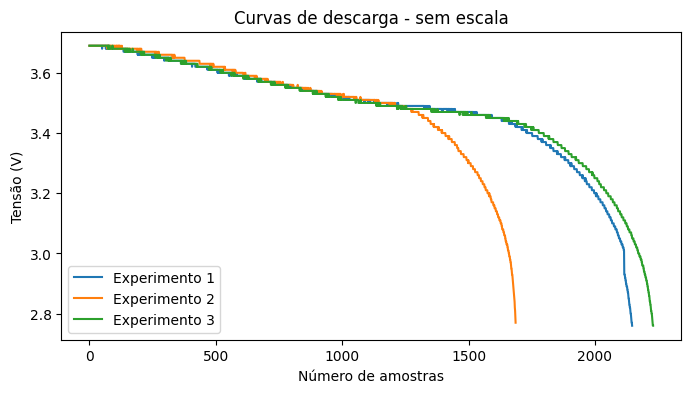 Curvas de descarga - sem escala
Tensão (V)
3.6
3.4
3.2
3.0
2.8
Experimento 1
Experimento 2
Experimento 3
0
500
1000
1500
2000
Número de amostras